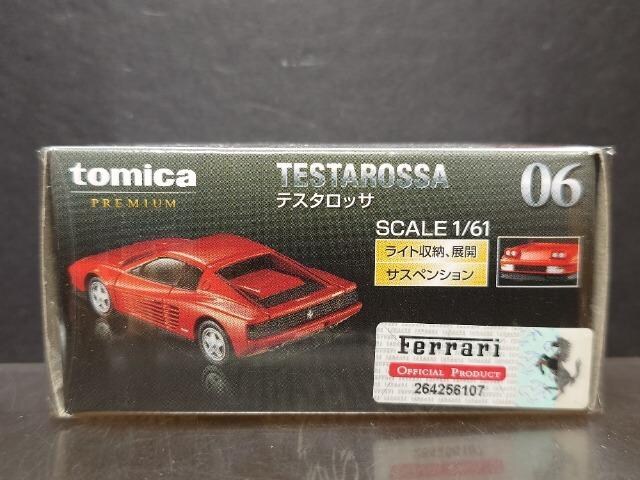 tomica
PREMIUM
TESTAROSSA
テスタロッサ
06
SCALE 1/61
ライト収納、展開
サスペンション
Ferrari
OFFICIAL PRODUCT
264256107